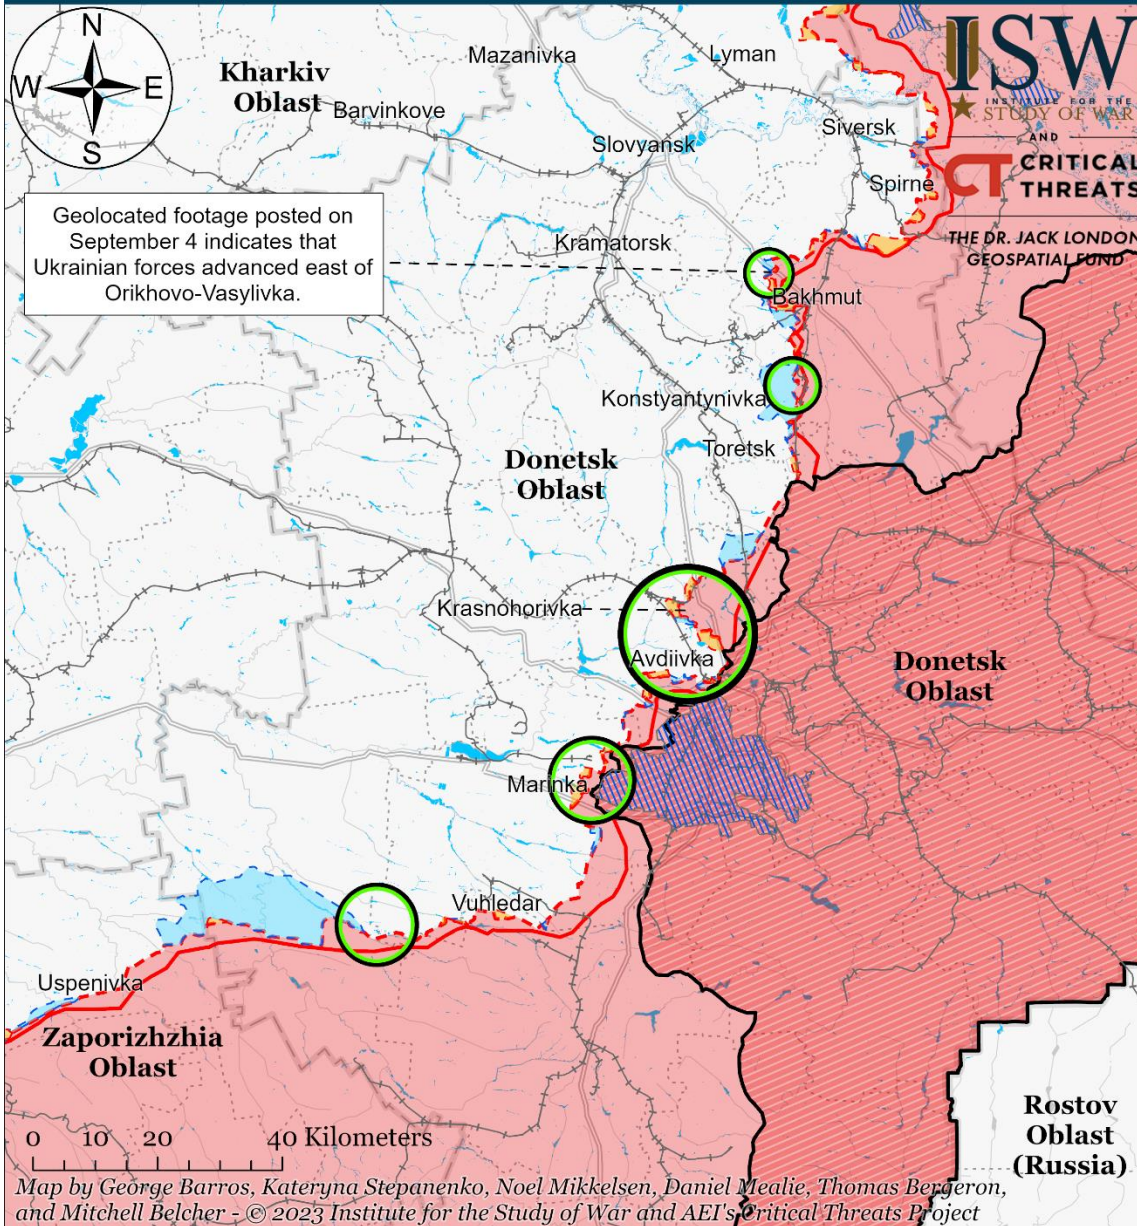 N
W
E
S
Kharkiv
Oblast
Mazanivka
Lyman
Barvinkove
Slovyansk
Siversk
Spirne
Kramatorsk
Bakhmut
ISW
INSTITUTE FOR THE
STUDY OF WAR
AND
CT CRITICAL
THREATS
THE DR. JACK LONDON
GEOSPATIAL FUND
Geolocated footage posted on
September 4 indicates that
Ukrainian forces advanced east of
Orikhovo-Vasylivka.
Konstyantynivka
Toretsk
Donetsk
Oblast
Krasnohorivka
Avdiivka
Donetsk
Oblast
Marinka
Vuhledar
Uspenivka
Zaporizhzhia
Oblast
Rostov
Oblast
(Russia)
0 10 20 40 Kilometers
Map by George Barros, Kateryna Stepanenko, Noel Mikkelsen, Daniel Mealie, Thomas Bergeron,
and Mitchell Belcher - © 2023 Institute for the Study of War and AEI's Critical Threats Project